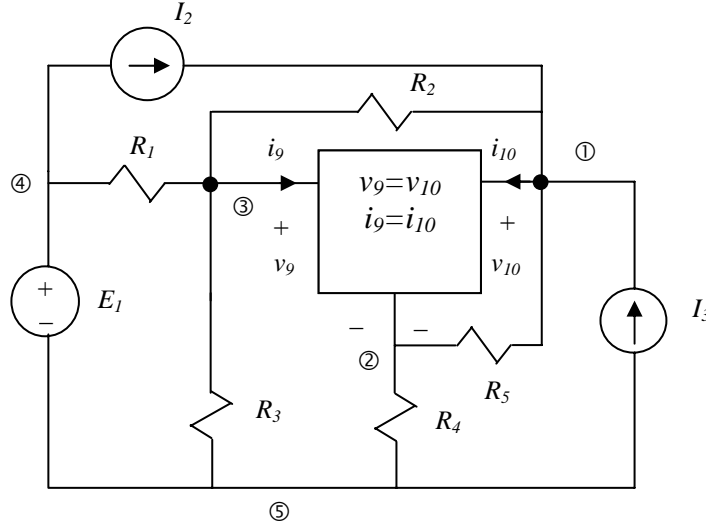 I2
R2
R1
i9
i10
①
v9=v10
i9=i10
④
③
+
+
v9
v10
+
E1
−
I3
−
−
②
R5
R3
R4
⑤